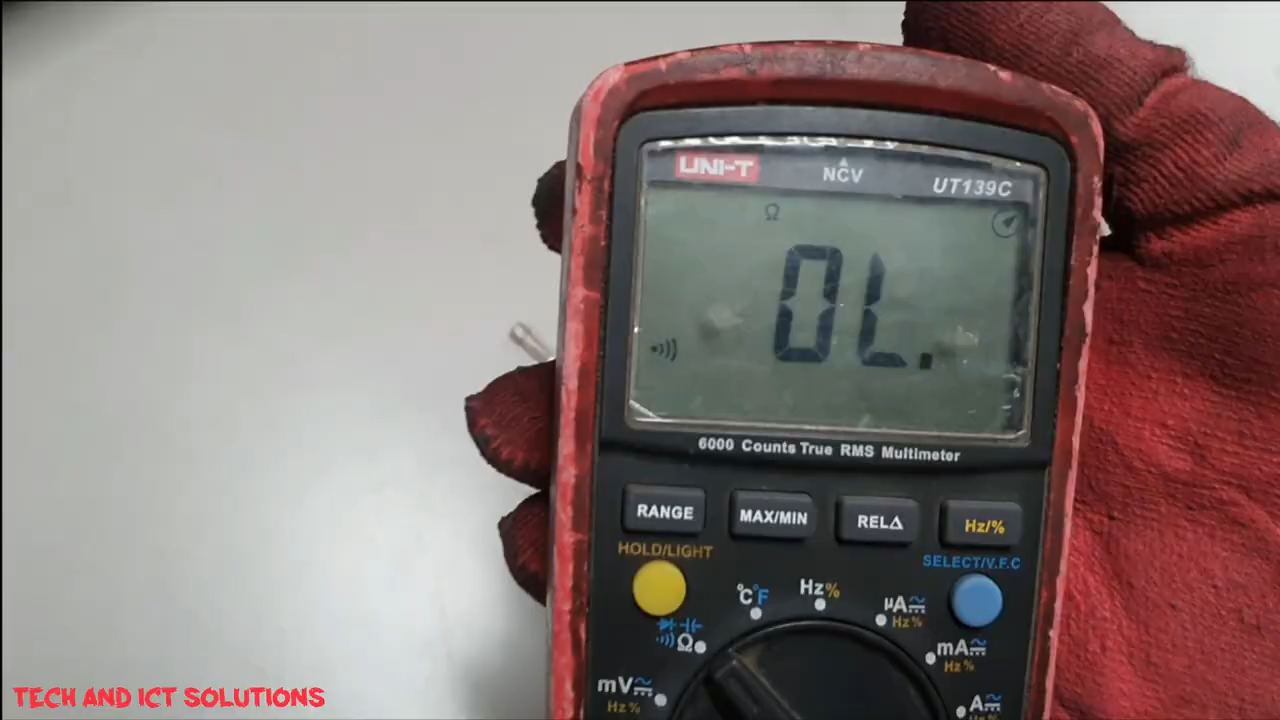 UNI-T
NCV
UT139C
Ω
OL.
6000 Counts True RMS Multimeter
RANGE
MAX/MIN
RELΔ
Hz/%
HOLD/LIGHT
SELECT/V.F.C
°C°F
Hz%
µA
Hz%
Ω
mA
Hz%
mV
Hz%
A
Hz%
TECH AND ICT SOLUTIONS